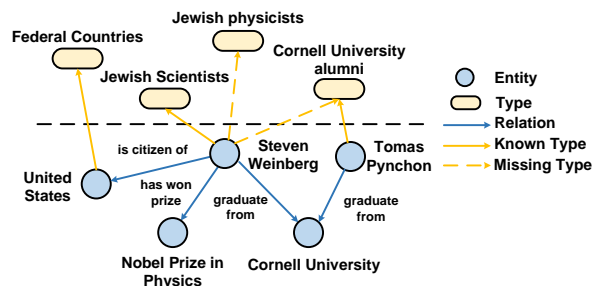 Jewish physicists
Federal Countries
Cornell University
alumni
Jewish Scientists
Entity
Type
Relation
Known Type
Missing Type
is citizen of
Steven
Weinberg
Tomas
Pynchon
United
States
has won
prize
graduate
from
graduate
from
Nobel Prize in
Physics
Cornell University